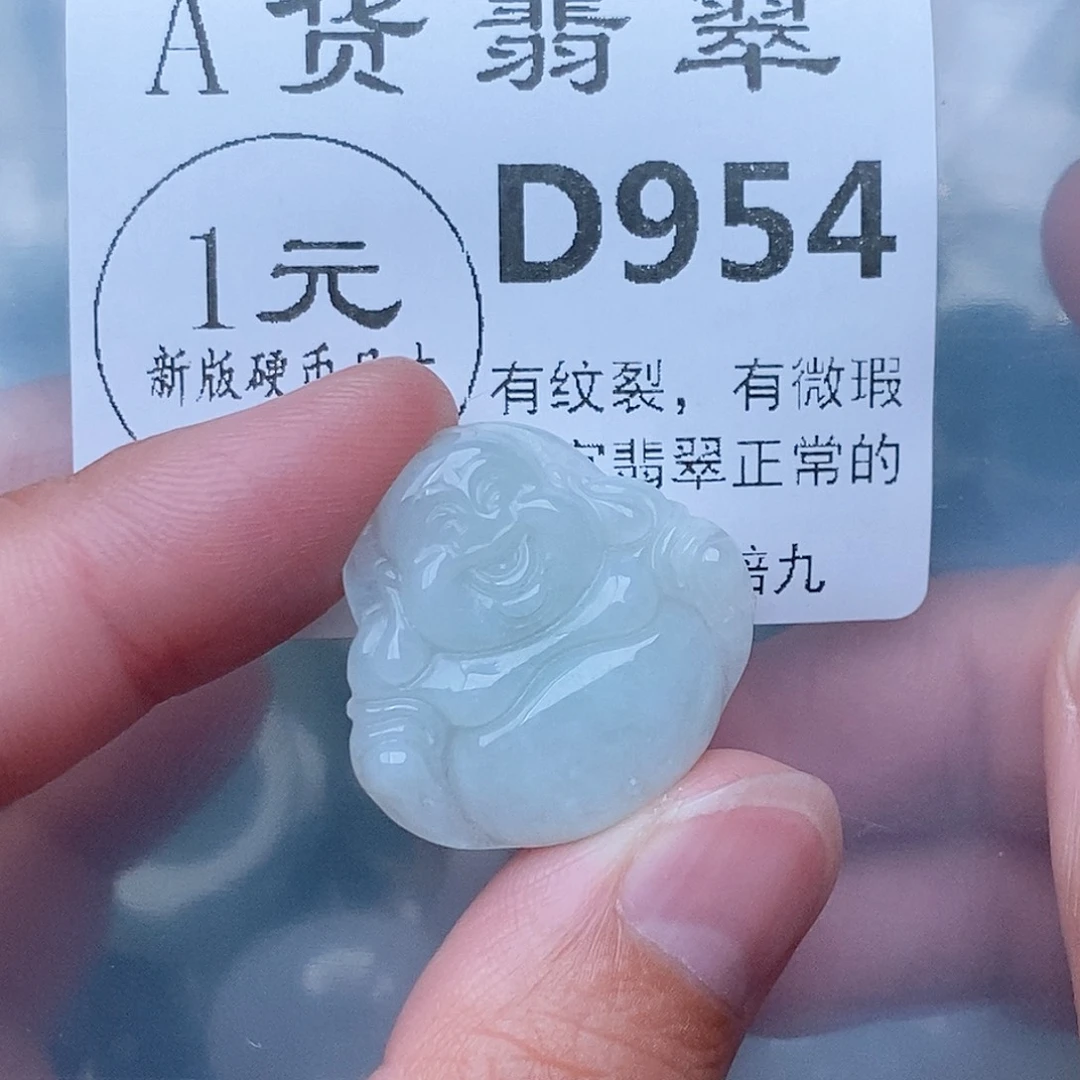 A货翡翠
D954
1元
新版硬币
有纹裂，有微瑕
翡翠正常的
九